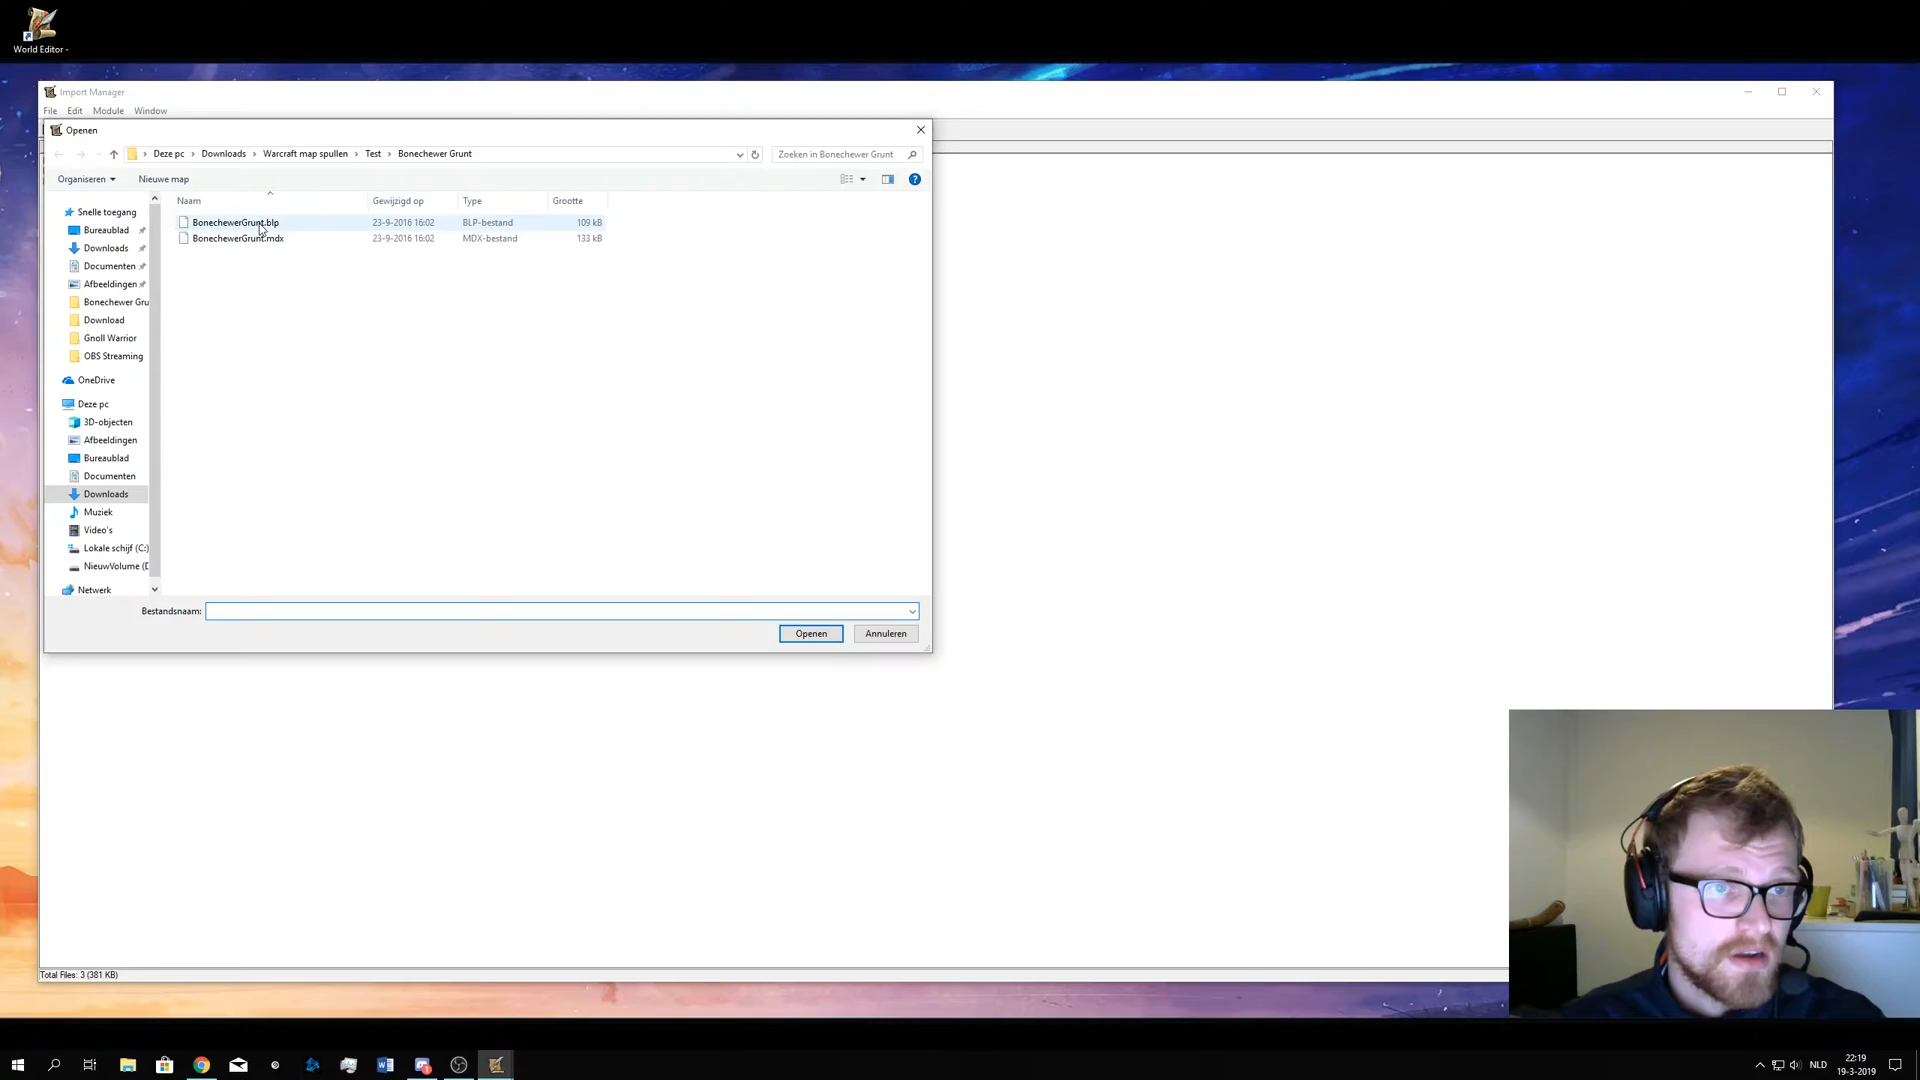 World Editor -
Import Manager
File Edit Module Window
Openen
Deze pc > Downloads > Warcraft map spullen > Test > Bonechewer Grunt
Zoeken in Bonechewer Grunt
Organiseren
Nieuwe map
Naam Gewijzigd op Type Grootte
BonechewerGrunt.blp 23-9-2016 16:02 BLP-bestand 109 kB
BonechewerGrunt.mdx 23-9-2016 16:02 MDX-bestand 133 kB
Snelle toegang
Bureaublad
Downloads
Documenten
Afbeeldingen
Bonechewer Gru
Download
Gnoll Warrior
OBS Streaming
OneDrive
Deze pc
3D-objecten
Afbeeldingen
Bureaublad
Documenten
Downloads
Muziek
Video's
Lokale schijf (C:)
NieuwVolume (D
Netwerk
Bestandsnaam:
Openen
Annuleren
Total Files: 3 (381 KB)
NLD
22:19
19-3-2019